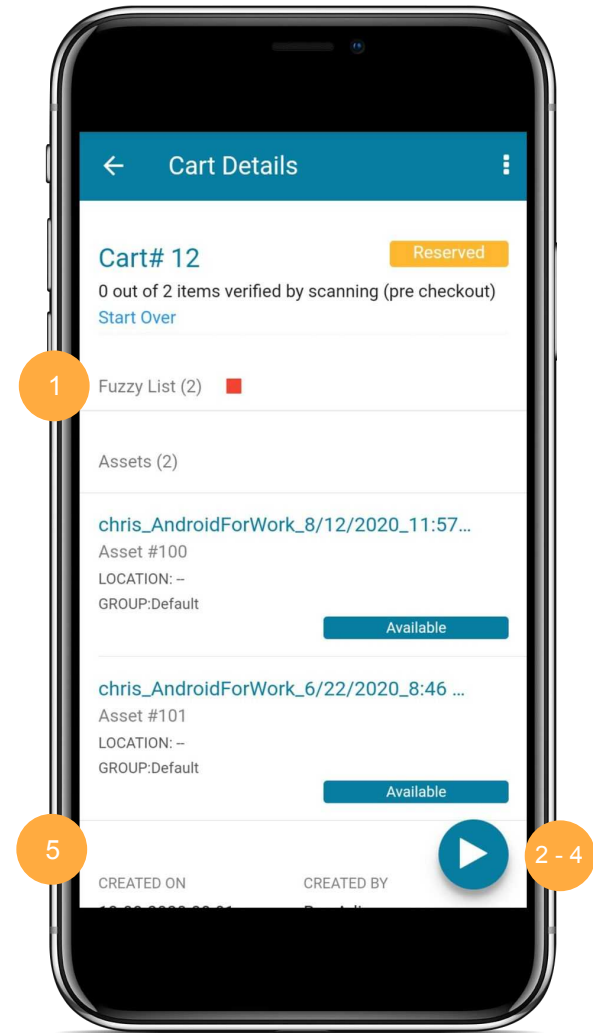 Cart Details
Cart# 12
Reserved
0 out of 2 items verified by scanning (pre checkout)
Start Over
1
Fuzzy List (2)
Assets (2)
chris_AndroidForWork_8/12/2020_11:57...
Asset #100
LOCATION: --
GROUP:Default
Available
chris_AndroidForWork_6/22/2020_8:46 ...
Asset #101
LOCATION: --
GROUP:Default
Available
5
2 - 4
CREATED ON
CREATED BY